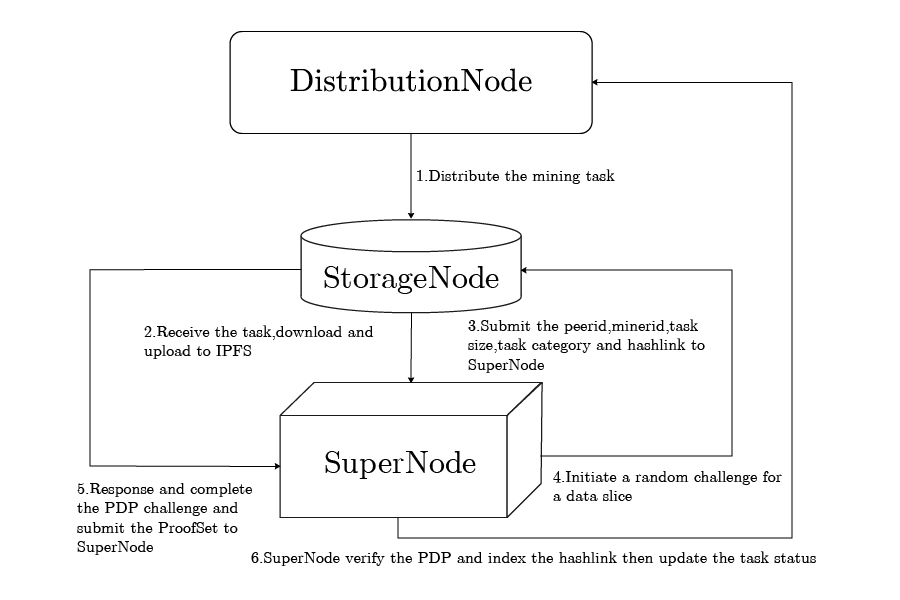 DistributionNode
1.Distribute the mining task
StorageNode
2.Receive the task,download and
upload to IPFS
3.Submit the peerid,minerid,task
size,task category and hashlink to
SuperNode
SuperNode
4.Initiate a random challenge for
a data slice
5.Response and complete
the PDP challenge and
submit the ProofSet to
SuperNode
6.SuperNode verify the PDP and index the hashlink then update the task status